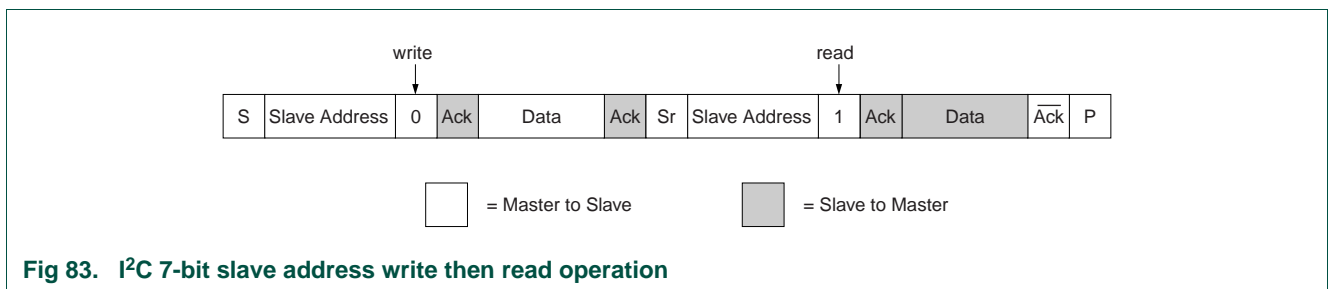 write read
S Slave Address 0 Ack Data Ack Sr Slave Address 1 Ack Data A̅c̅k̅ P
= Master to Slave = Slave to Master
Fig 83. I²C 7-bit slave address write then read operation